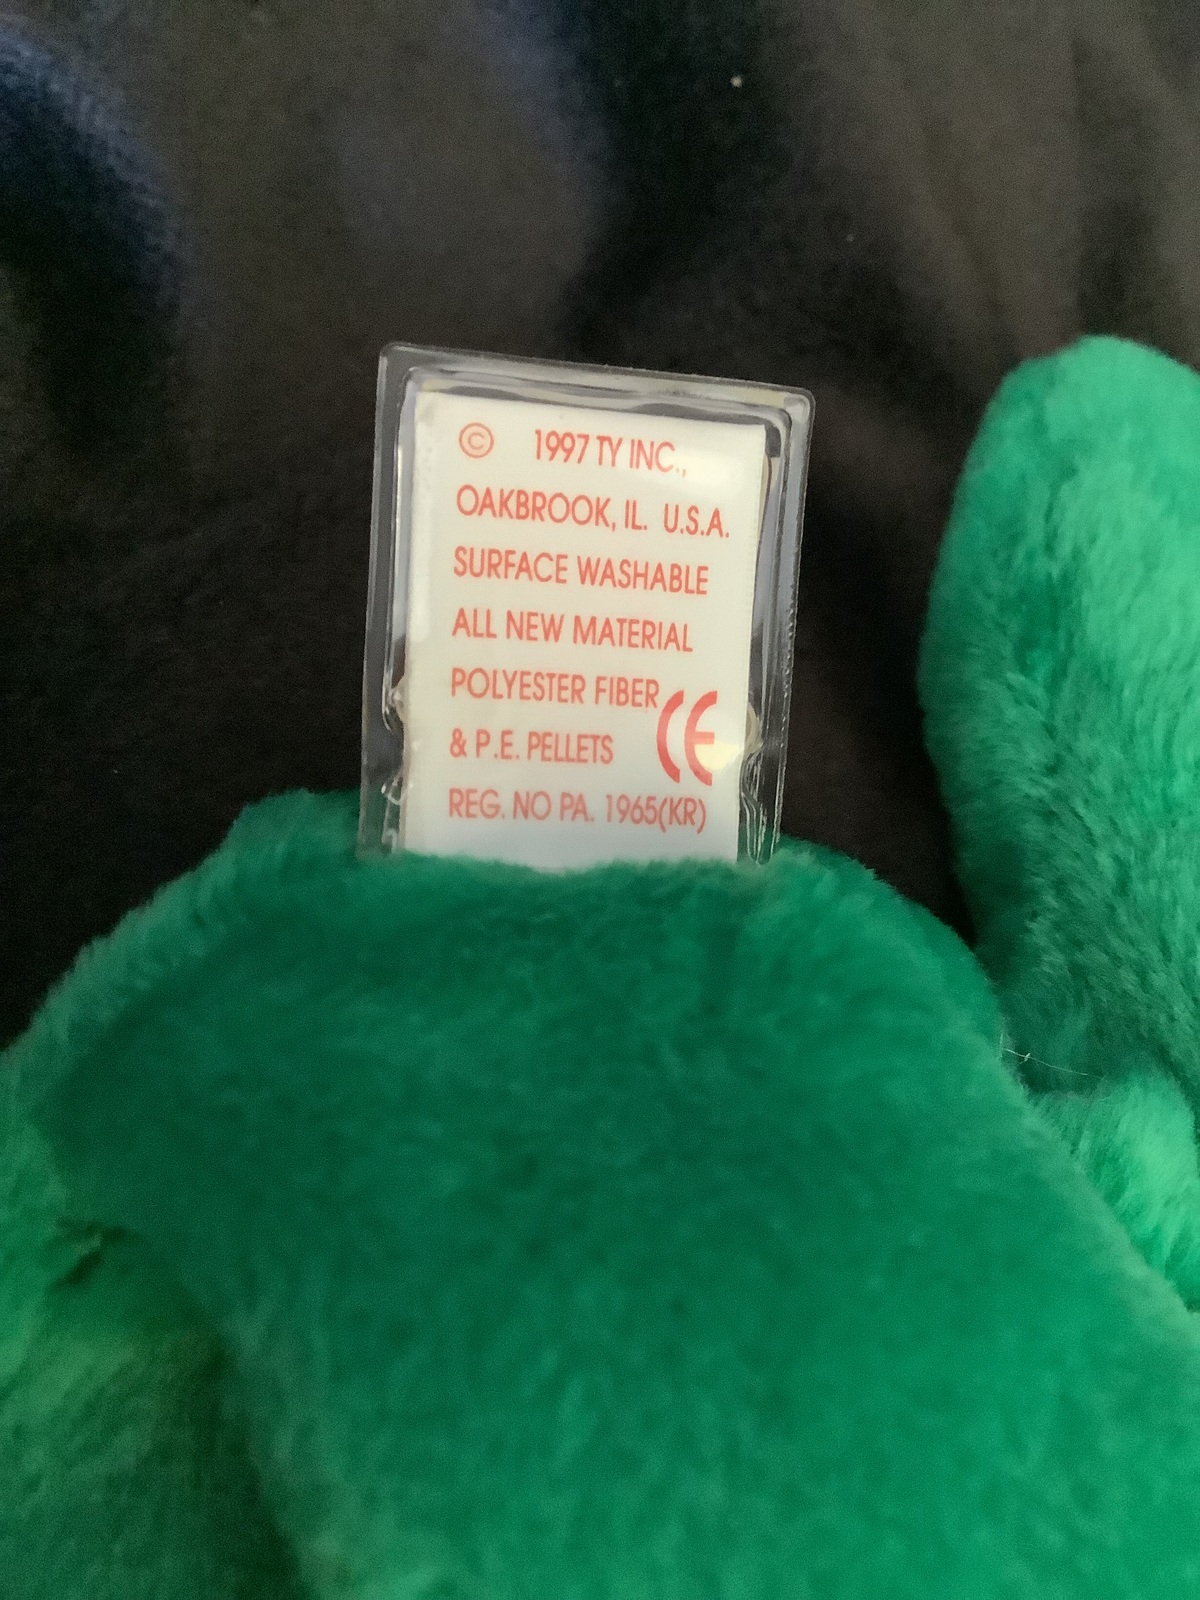 © 1997 TY INC.,
OAKBROOK, IL. U.S.A.
SURFACE WASHABLE
ALL NEW MATERIAL
POLYESTER FIBER
& P.E. PELLETS CE
REG. NO PA. 1965(KR)